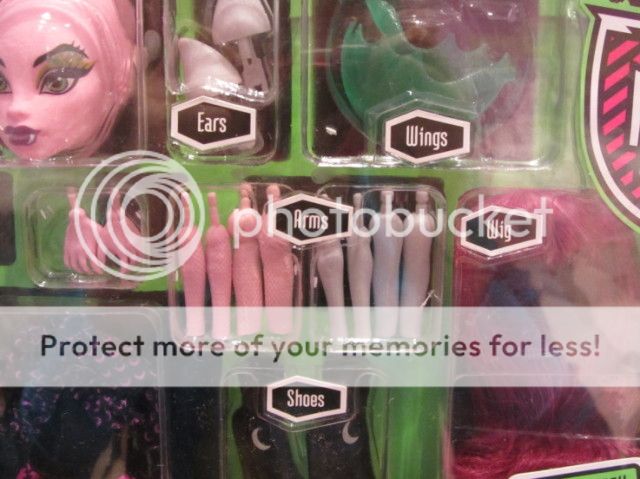 Ears
Wings
photobucket
Arms
Wig
Protect more of your memories for less!
Shoes